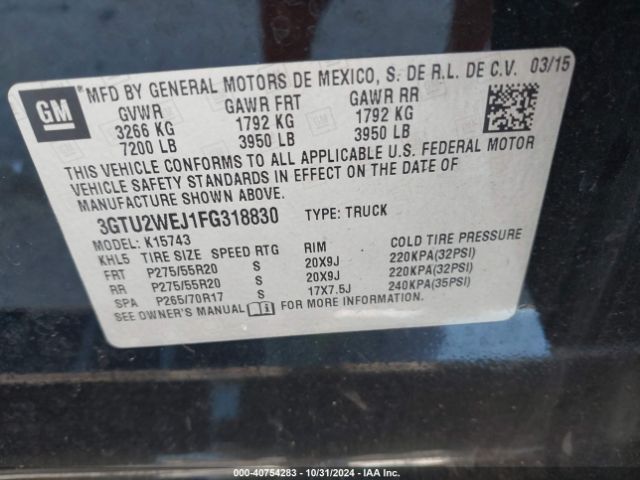 GM
MFD BY GENERAL MOTORS DE MEXICO, S. DE R.L. DE C.V. 03/15
GVWR GAWR FRT GAWR RR
3266 KG 1792 KG 1792 KG
7200 LB 3950 LB 3950 LB
THIS VEHICLE CONFORMS TO ALL APPLICABLE U.S. FEDERAL MOTOR
VEHICLE SAFETY STANDARDS IN EFFECT ON THE DATE OF
MANUFACTURE SHOWN ABOVE.
3GTU2WEJ1FG318830 TYPE: TRUCK
MODEL: K15743
KHL5 TIRE SIZE SPEED RTG RIM COLD TIRE PRESSURE
FRT P275/55R20 S 20X9J 220KPA(32PSI)
RR P275/55R20 S 20X9J 220KPA(32PSI)
SPA P265/70R17 S 17X7.5J 240KPA(35PSI)
SEE OWNER'S MANUAL FOR MORE INFORMATION.
000-40754283 • 10/31/2024 • IAA Inc.